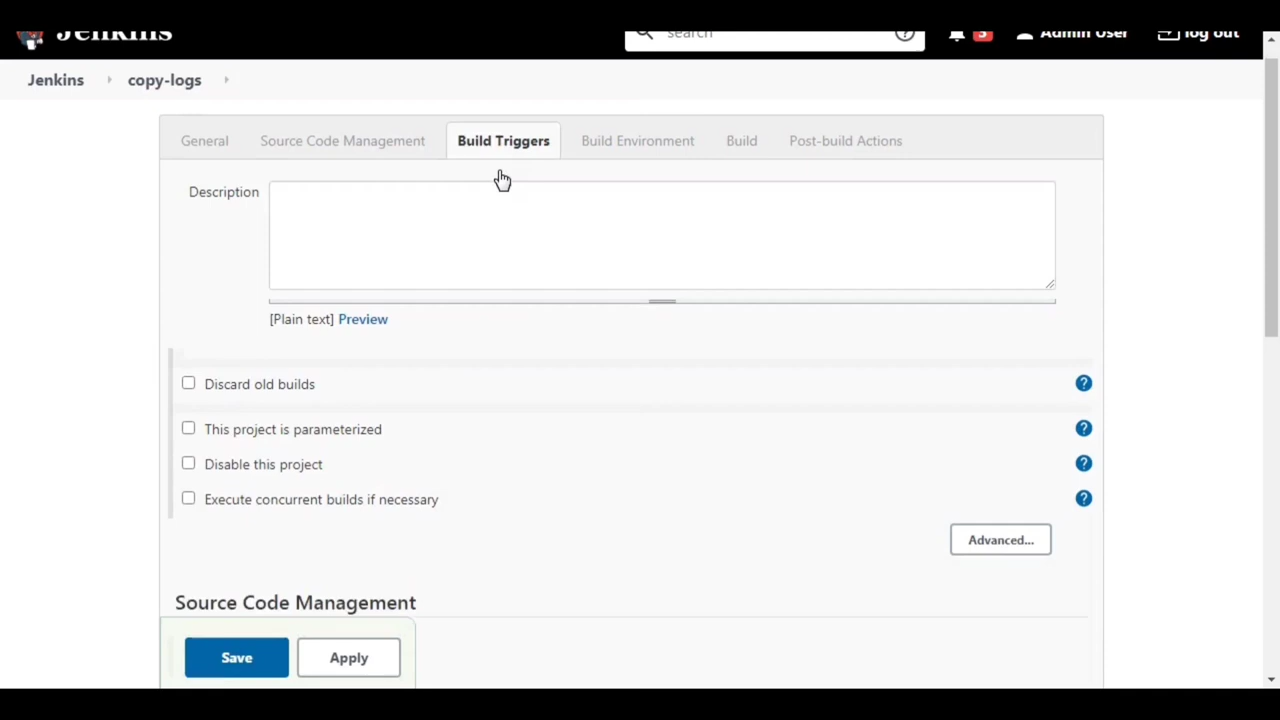 Jenkins
search
5
Admin User
log out
Jenkins copy-logs
General Source Code Management Build Triggers Build Environment Build Post-build Actions
Description
[Plain text] Preview
Discard old builds ?
This project is parameterized ?
Disable this project ?
Execute concurrent builds if necessary ?
Advanced...
Source Code Management
Save Apply